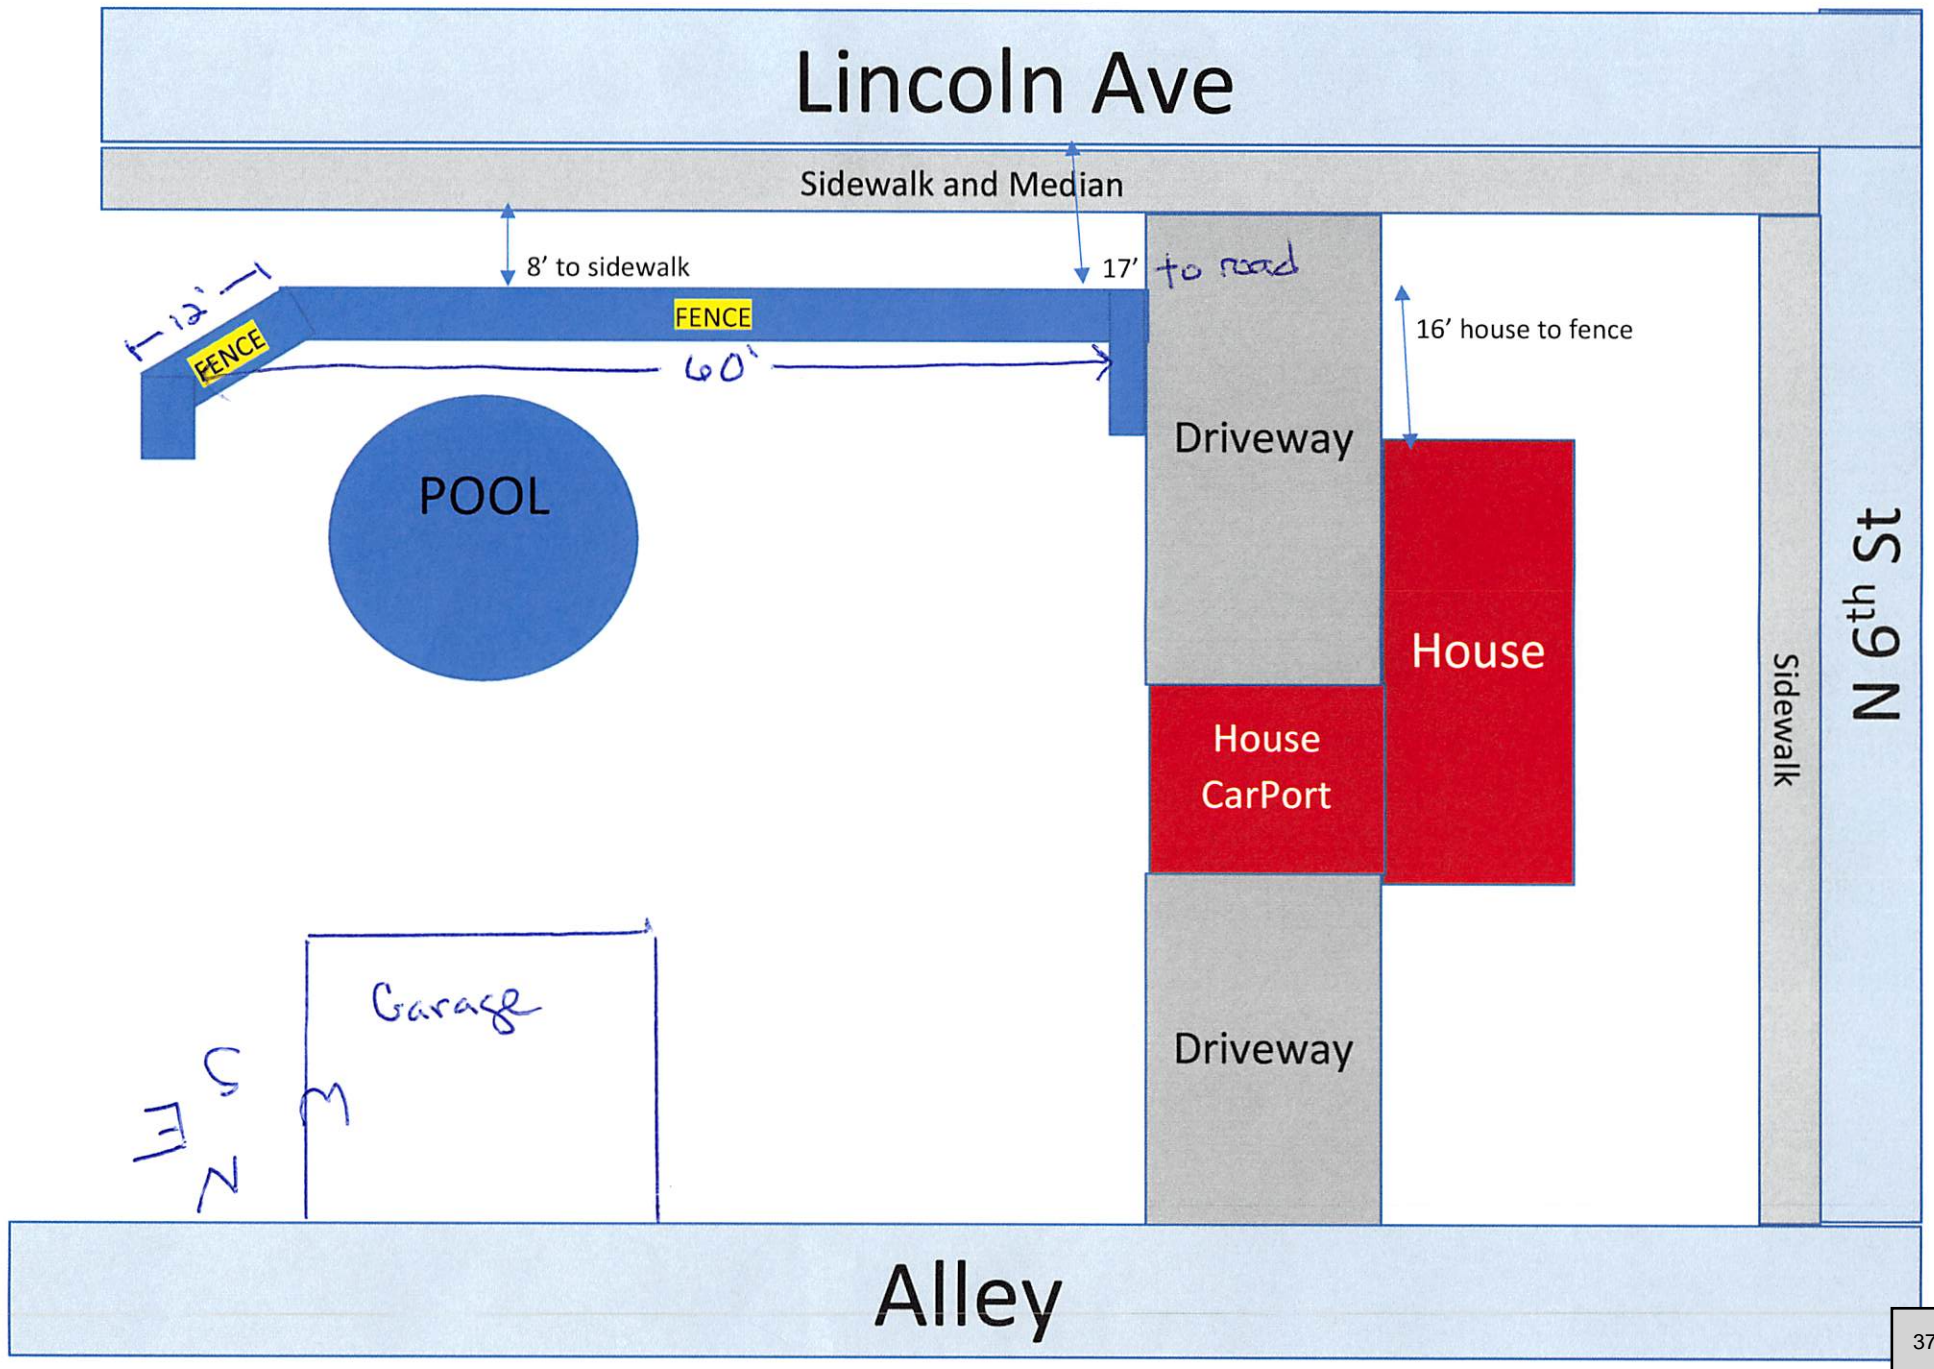 Lincoln Ave
Sidewalk and Median
8' to sidewalk
17' to road
12'
FENCE
FENCE
16' house to fence
60'
Driveway
POOL
N 6th St
House
Sidewalk
House
CarPort
Garage
S
E
W
N
Driveway
Alley
37